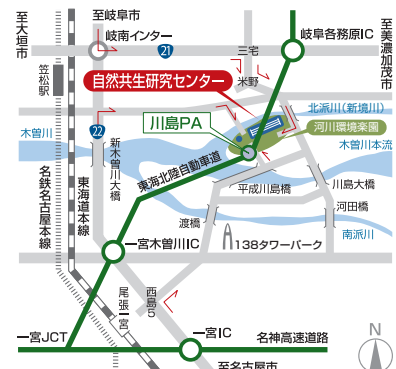 至岐阜市
至大垣市
岐南インター
21
三宅
米野
岐阜各務原IC
至美濃加茂市
笠松駅
自然共生研究センター
北派川(新境川)
川島PA
河川環境楽園
木曽川
22
新木曽川大橋
木曽川本流
東海北陸自動車道
平成川島橋
川島大橋
名鉄名古屋本線
東海道本線
渡橋
河田橋
138タワーパーク
南派川
一宮木曽川IC
尾張一宮
西島5
一宮JCT
一宮IC
名神高速道路
至名古屋市
N